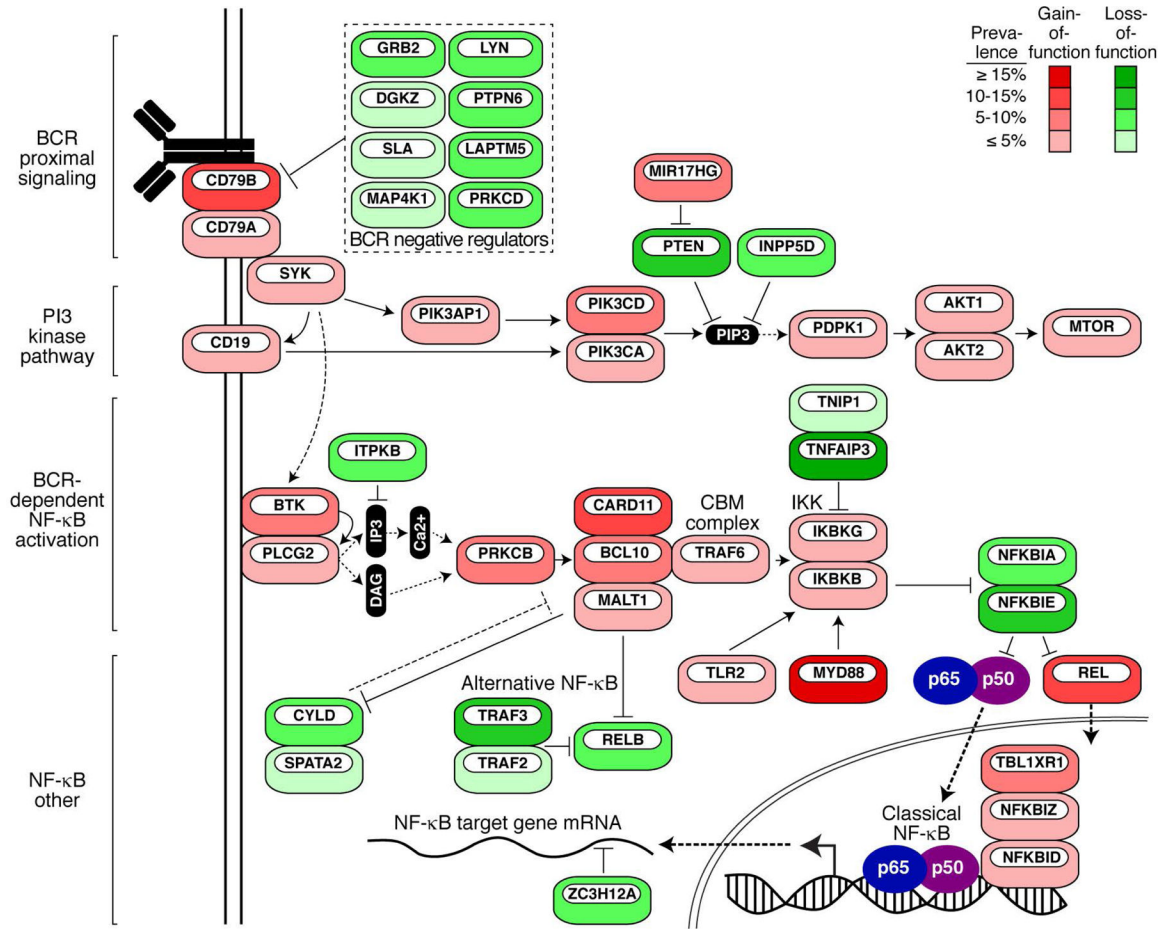 Preva-
lence
Gain-
of-
function
Loss-
of-
function
≥ 15%
10-15%
5-10%
≤ 5%
BCR
proximal
signaling
GRB2
LYN
DGKZ
PTPN6
SLA
LAPTM5
MAP4K1
PRKCD
BCR negative regulators
CD79B
CD79A
MIR17HG
PTEN
INPP5D
PI3
kinase
pathway
SYK
CD19
PIK3AP1
PIK3CD
PIK3CA
PIP3
PDPK1
AKT1
AKT2
MTOR
BCR-
dependent
NF-κB
activation
TNIP1
TNFAIP3
ITPKB
BTK
PLCG2
IP3
Ca2+
DAG
PRKCB
CARD11
BCL10
MALT1
CBM
complex
TRAF6
IKK
IKBKG
IKBKB
NFKBIA
NFKBIE
NF-κB
other
TLR2
MYD88
p65
p50
REL
CYLD
SPATA2
Alternative NF-κB
TRAF3
TRAF2
RELB
TBL1XR1
NFKBIZ
NFKBID
Classical
NF-κB
p65
p50
NF-κB target gene mRNA
ZC3H12A